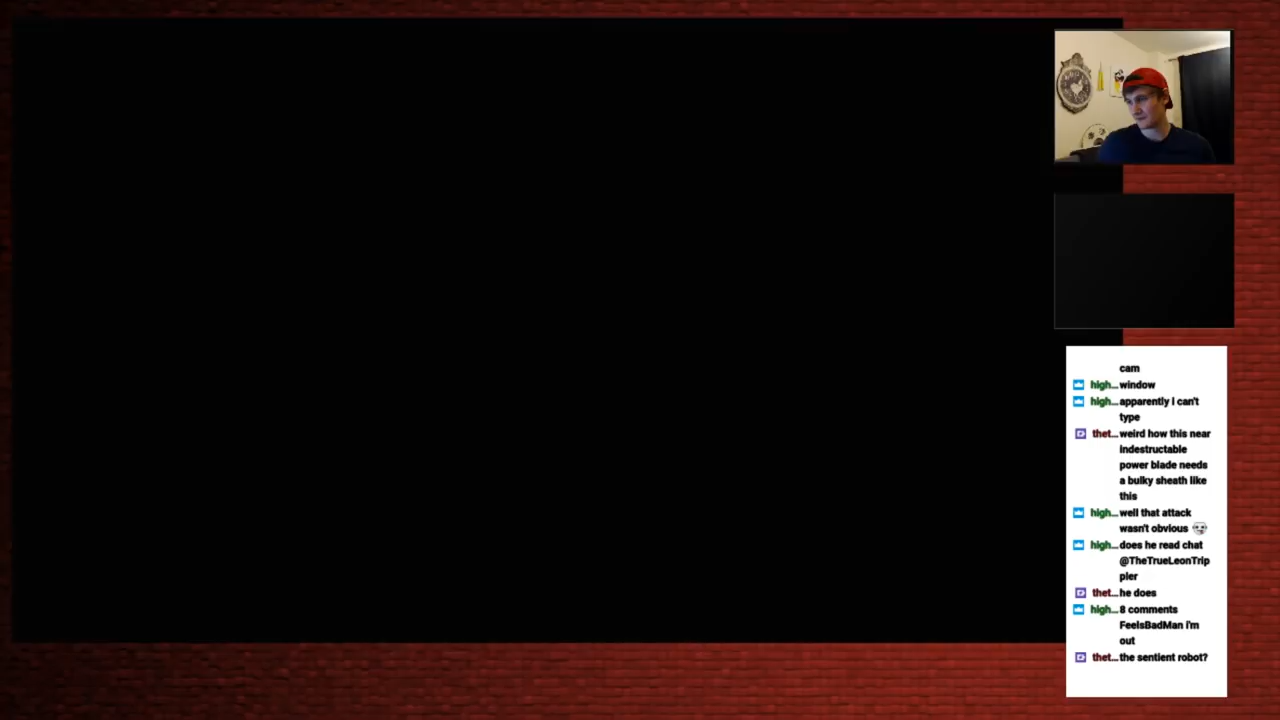 cam
high... window
high... apparently i can't
type
thet... weird how this near
indestructable
power blade needs
a bulky sheath like
this
high... well that attack
wasn't obvious
high... does he read chat
@TheTrueLeonTrip
pier
thet... he does
high... 8 comments
FeelsBadMan i'm
out
thet... the sentient robot?